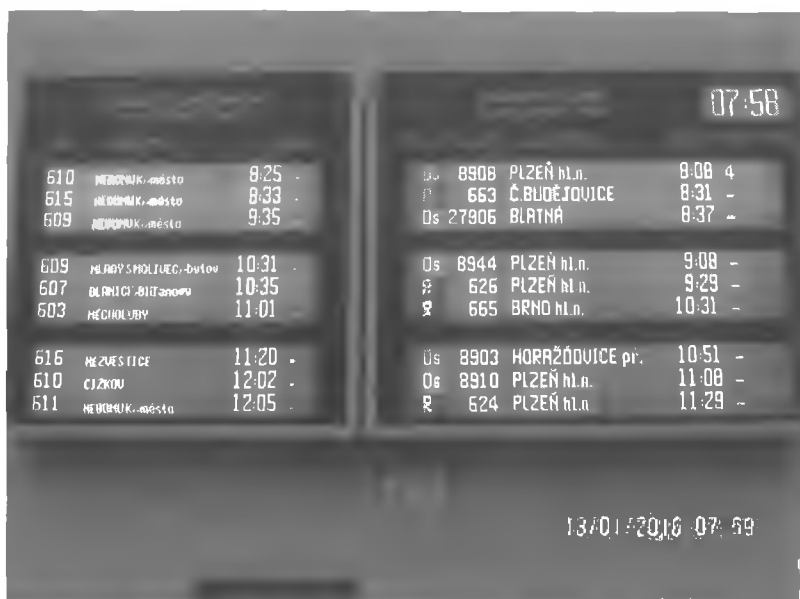 07:58
610 NEPOMUK,,město 8:25 -
615 NEPOMUK,,město 8:33 -
609 NEPOMUK,,město 9:35 -
609 MLADÝ SMOLIVEC,,bytov 10:31 -
607 10:35
603 MĚCHOLUPY 11:01 -
616 NEZVĚSTICE 11:20 -
610 ČÍŽKOV 12:02 -
611 NEPOMUK,,město 12:05 -
Os 8908 PLZEŇ hl.n. 8:08 4
R 663 Č.BUDĚJOVICE 8:31 -
Os 27906 BLATNÁ 8:37 -
Os 8944 PLZEŇ hl.n. 9:08 -
R 626 PLZEŇ hl.n. 9:29 -
R 665 BRNO hl.n. 10:31 -
Os 8903 HORAŽĎOVICE př. 10:51 -
Os 8910 PLZEŇ hl.n. 11:08 -
R 624 PLZEŇ hl.n 11:29 -
13/01/2016 07:59